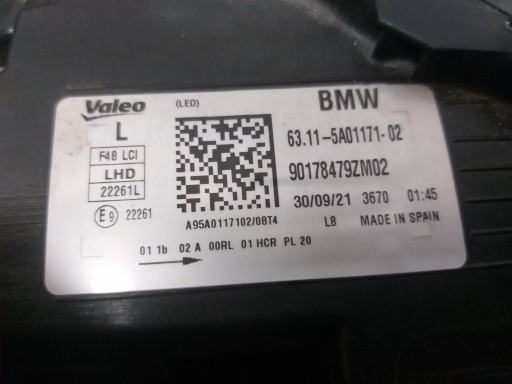 Valeo (LED) BMW
L
F48 LCI
LHD
22261L
E9 22261
63.11-5A01171-02
90178479ZM02
30/09/21 3670 01:45
A95A0117102/08T4 L8 MADE IN SPAIN
01 1b 02 A 00RL 01 HCR PL 20